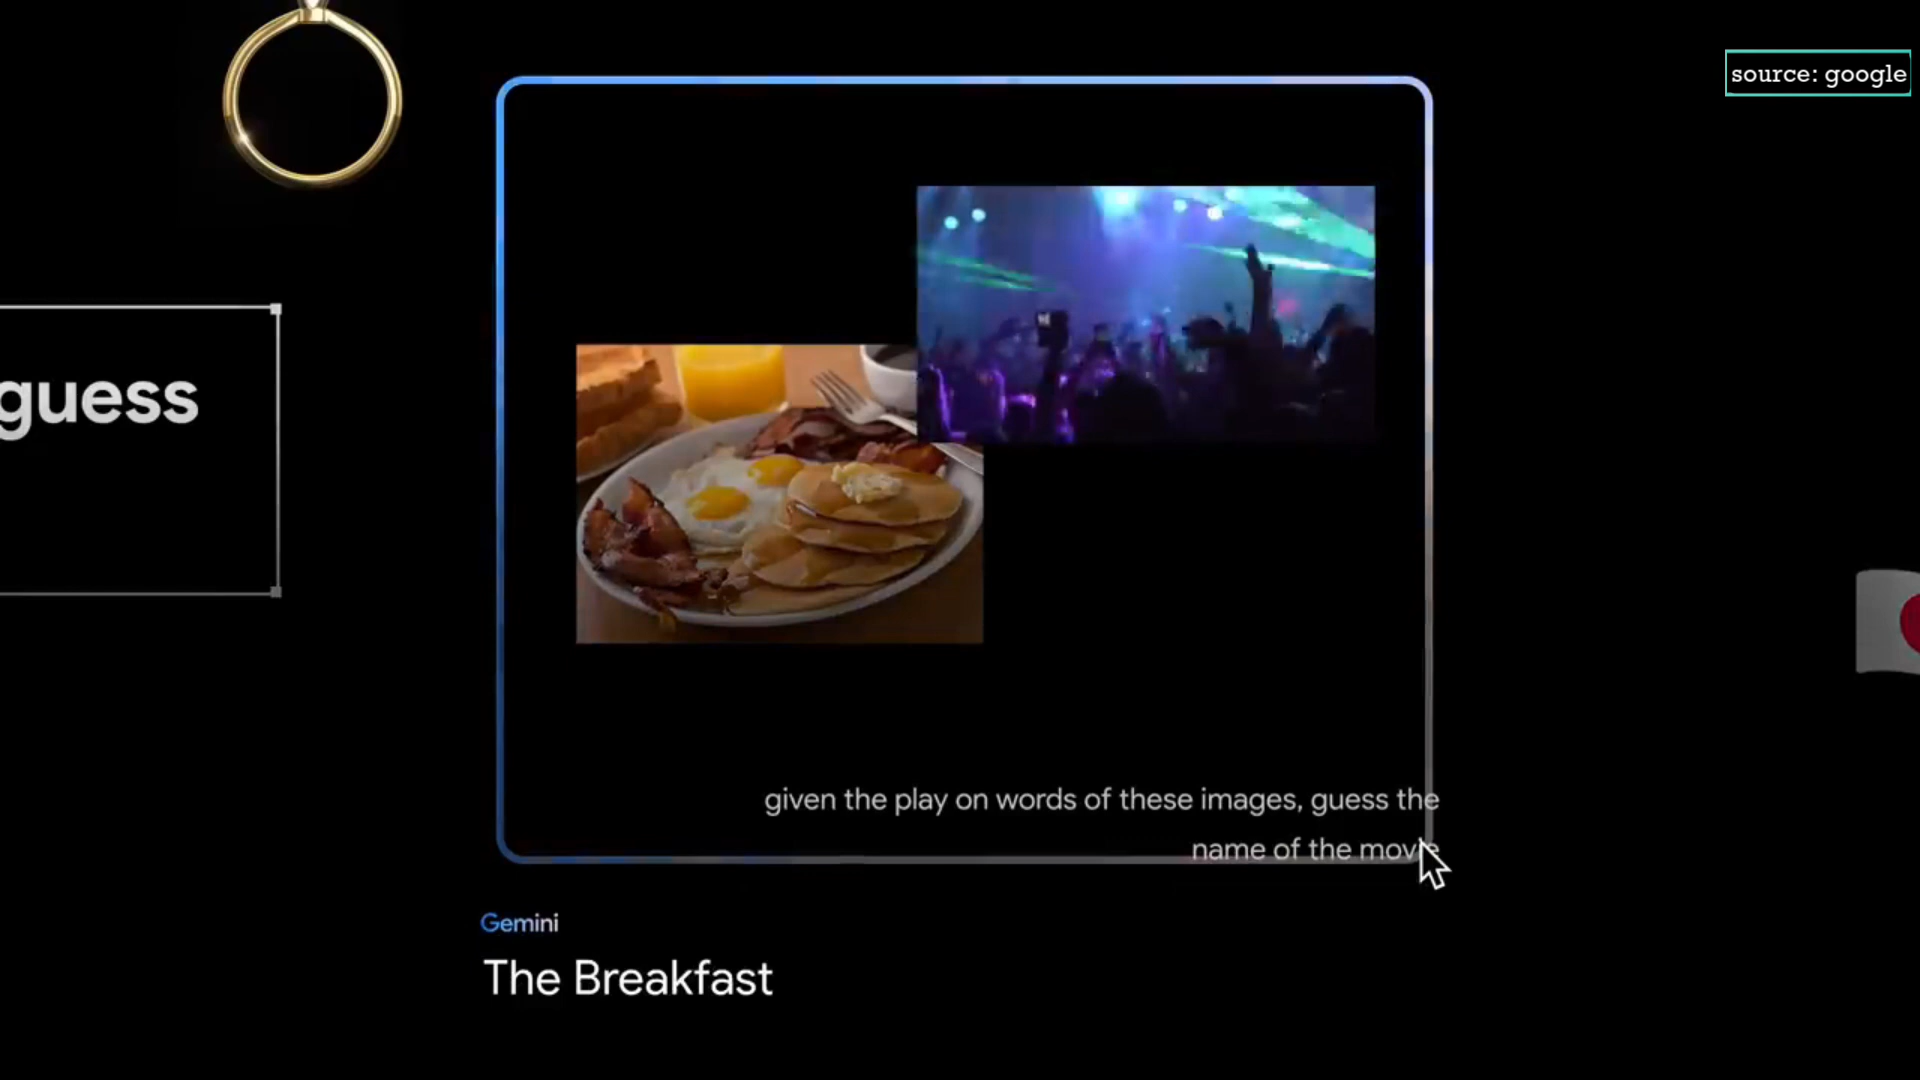 source: google
guess
given the play on words of these images, guess the
name of the movie
Gemini
The Breakfast